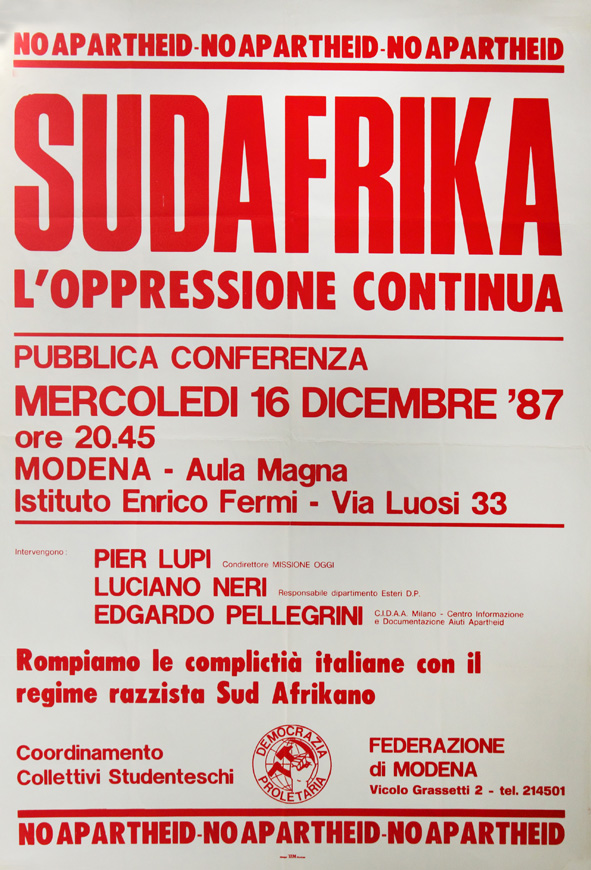 NO APARTHEID-NO APARTHEID-NO APARTHEID
SUDAFRIKA
L'OPPRESSIONE CONTINUA
PUBBLICA CONFERENZA
MERCOLEDI 16 DICEMBRE '87
ore 20.45
MODENA - Aula Magna
Istituto Enrico Fermi - Via Luosi 33
Intervengono:
PIER LUPI Condirettore MISSIONE OGGI
LUCIANO NERI Responsabile dipartimento Esteri D.P.
EDGARDO PELLEGRINI C.I.D.A.A. Milano - Centro Informazione
e Documentazione Aiuti Apartheid
Rompiamo le complictià italiane con il
regime razzista Sud Afrikano
Coordinamento
Collettivi Studenteschi
DEMOCRAZIA
PROLETARIA
FEDERAZIONE
di MODENA
Vicolo Grassetti 2 - tel. 214501
NO APARTHEID-NO APARTHEID-NO APARTHEID